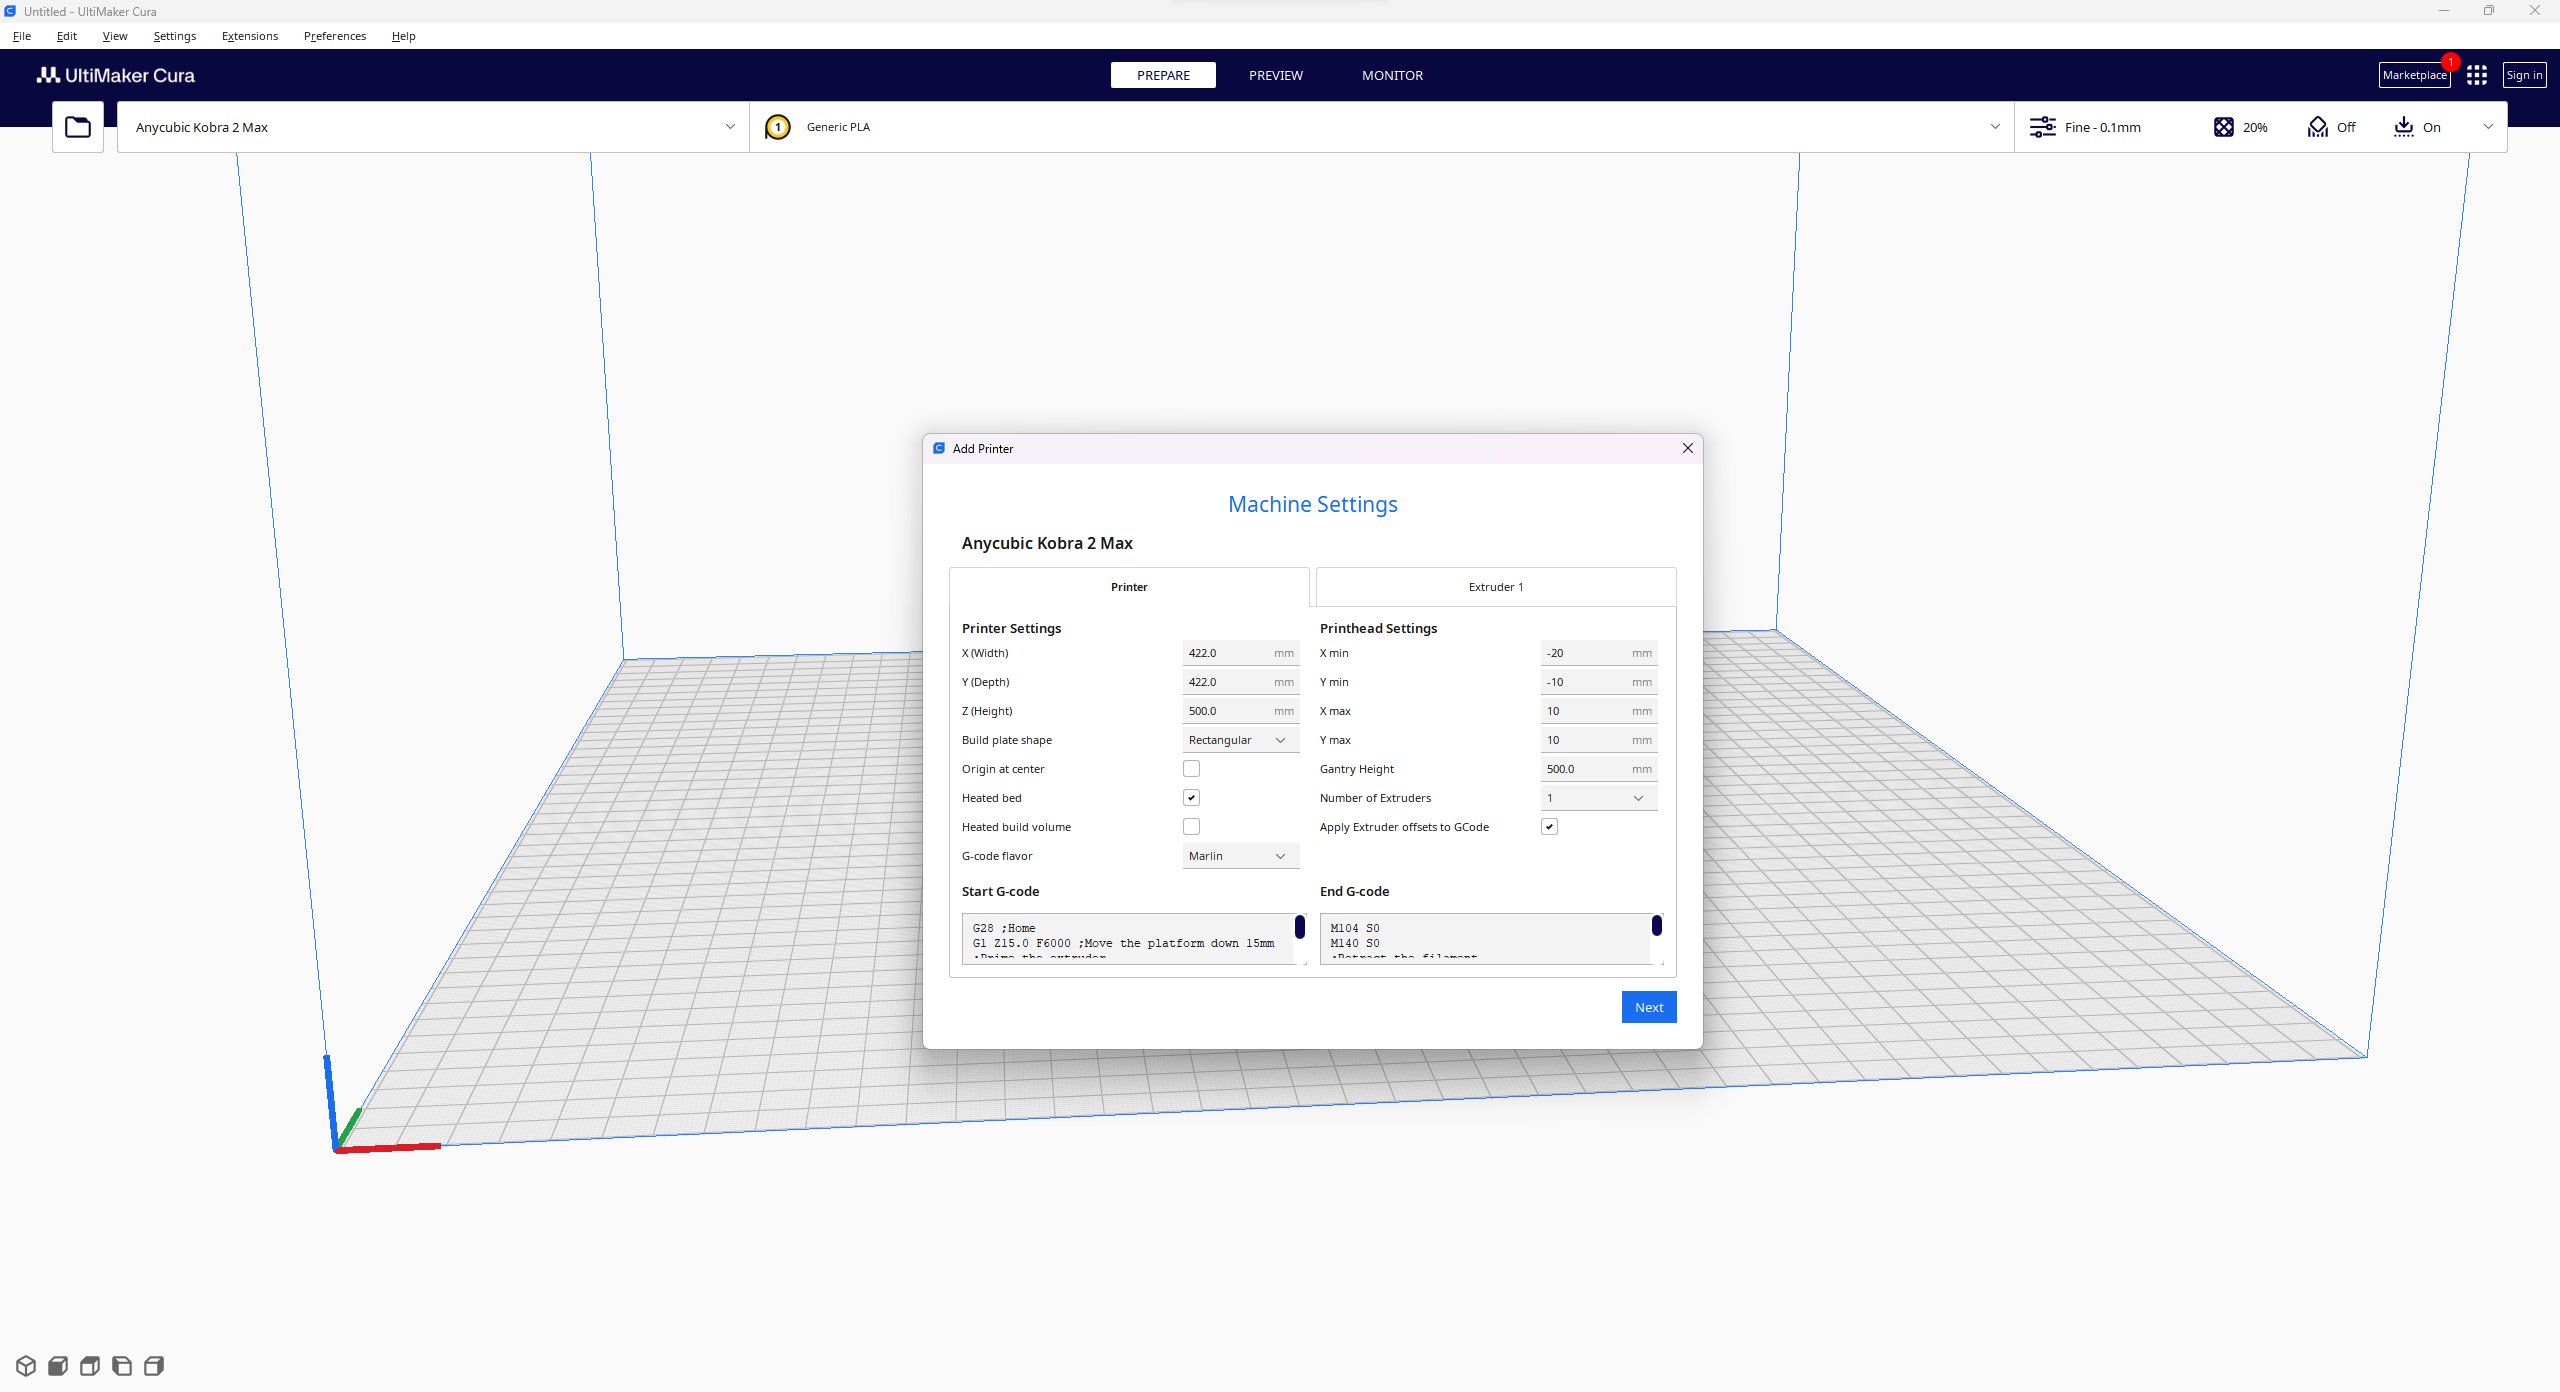 Untitled - UltiMaker Cura
File Edit View Settings Extensions Preferences Help
UltiMaker Cura
PREPARE PREVIEW MONITOR
Marketplace 1 Sign in
Anycubic Kobra 2 Max
1 Generic PLA
Fine - 0.1mm 20% Off On
Add Printer
Machine Settings
Anycubic Kobra 2 Max
Printer Extruder 1
Printer Settings Printhead Settings
X (Width) 422.0 mm X min -20 mm
Y (Depth) 422.0 mm Y min -10 mm
Z (Height) 500.0 mm X max 10 mm
Build plate shape Rectangular Y max 10 mm
Origin at center Gantry Height 500.0 mm
Heated bed Number of Extruders 1
Heated build volume Apply Extruder offsets to GCode
G-code flavor Marlin
Start G-code End G-code
G28 ;Home M104 S0
G1 Z15.0 F6000 ;Move the platform down 15mm M140 S0
;Prime the extruder ;Retract the filament
Next